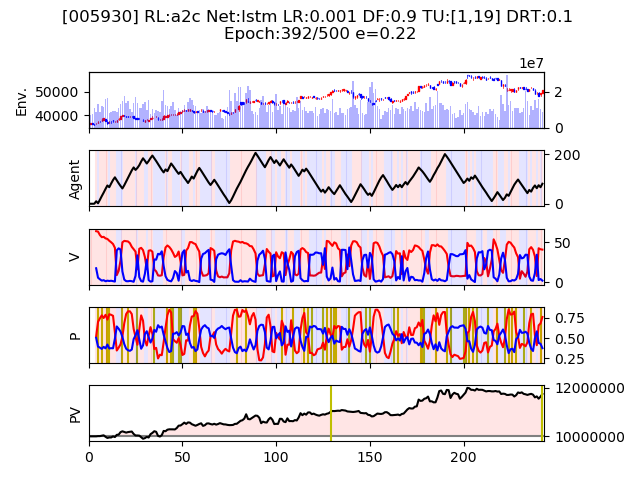 [005930] RL:a2c Net:lstm LR:0.001 DF:0.9 TU:[1,19] DRT:0.1
Epoch:392/500 e=0.22
1e7
Env.
50000
40000
2
0
Agent
200
0
V
50
0
P
0.75
0.50
0.25
PV
12000000
10000000
0
50
100
150
200